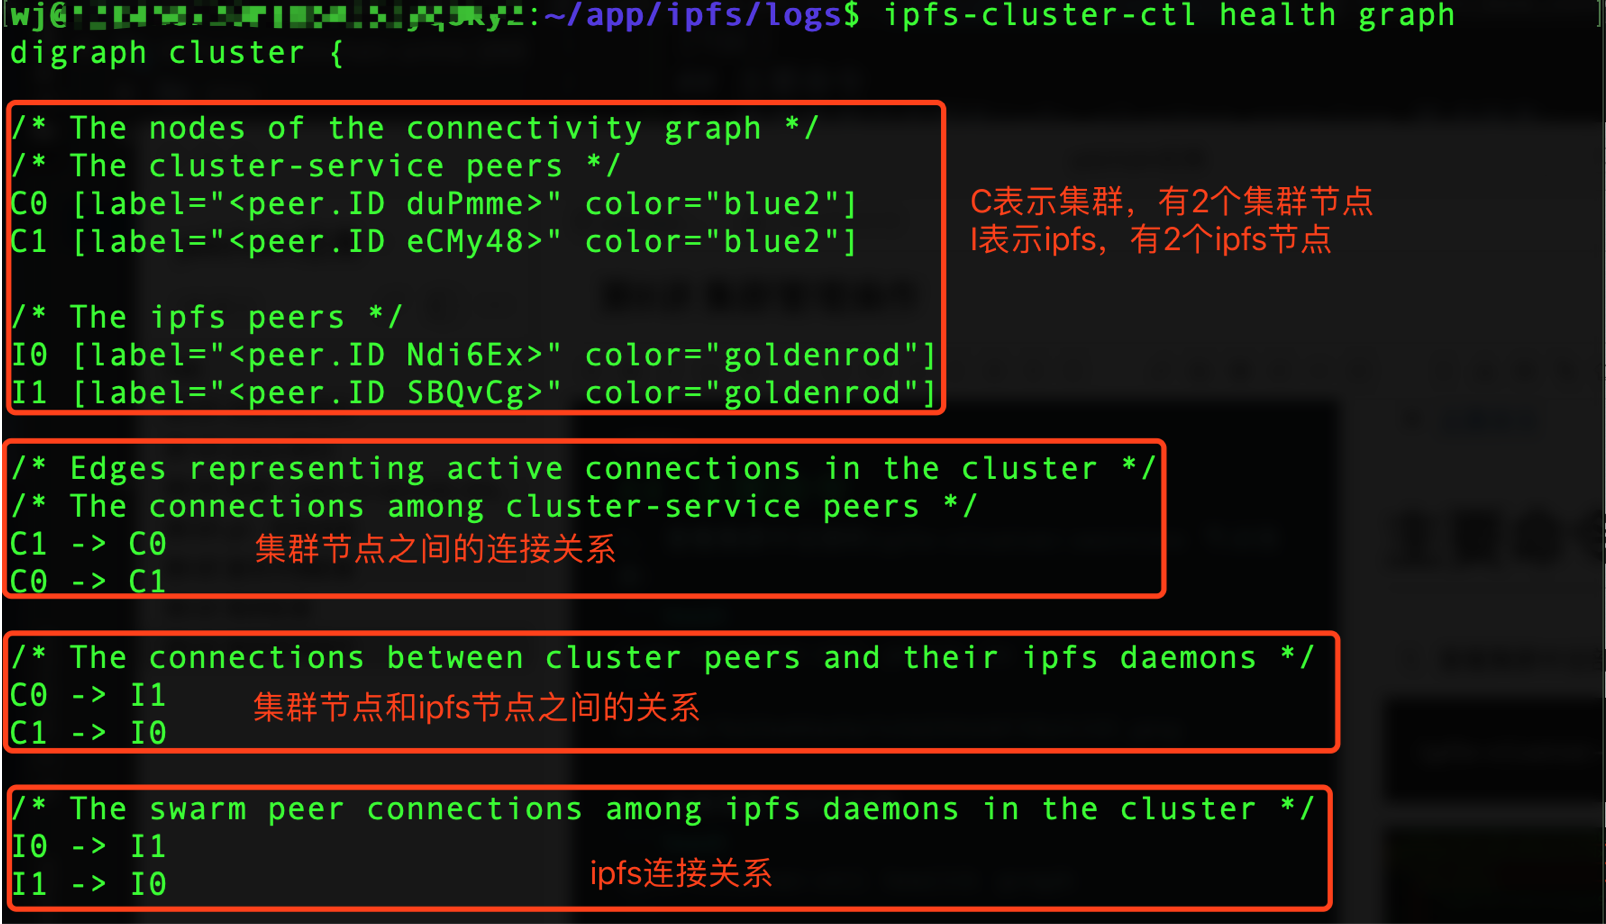 wj@:~/app/ipfs/logs$ ipfs-cluster-ctl health graph
digraph cluster {
/* The nodes of the connectivity graph */
/* The cluster-service peers */
C0 [label="<peer.ID duPmme>" color="blue2"]
C表示集群，有2个集群节点
C1 [label="<peer.ID eCMy48>" color="blue2"]
I表示ipfs，有2个ipfs节点
/* The ipfs peers */
I0 [label="<peer.ID Ndi6Ex>" color="goldenrod"]
I1 [label="<peer.ID SBQvCg>" color="goldenrod"]
/* Edges representing active connections in the cluster */
/* The connections among cluster-service peers */
C1 -> C0
集群节点之间的连接关系
C0 -> C1
/* The connections between cluster peers and their ipfs daemons */
C0 -> I1
集群节点和ipfs节点之间的关系
C1 -> I0
/* The swarm peer connections among ipfs daemons in the cluster */
I0 -> I1
ipfs连接关系
I1 -> I0